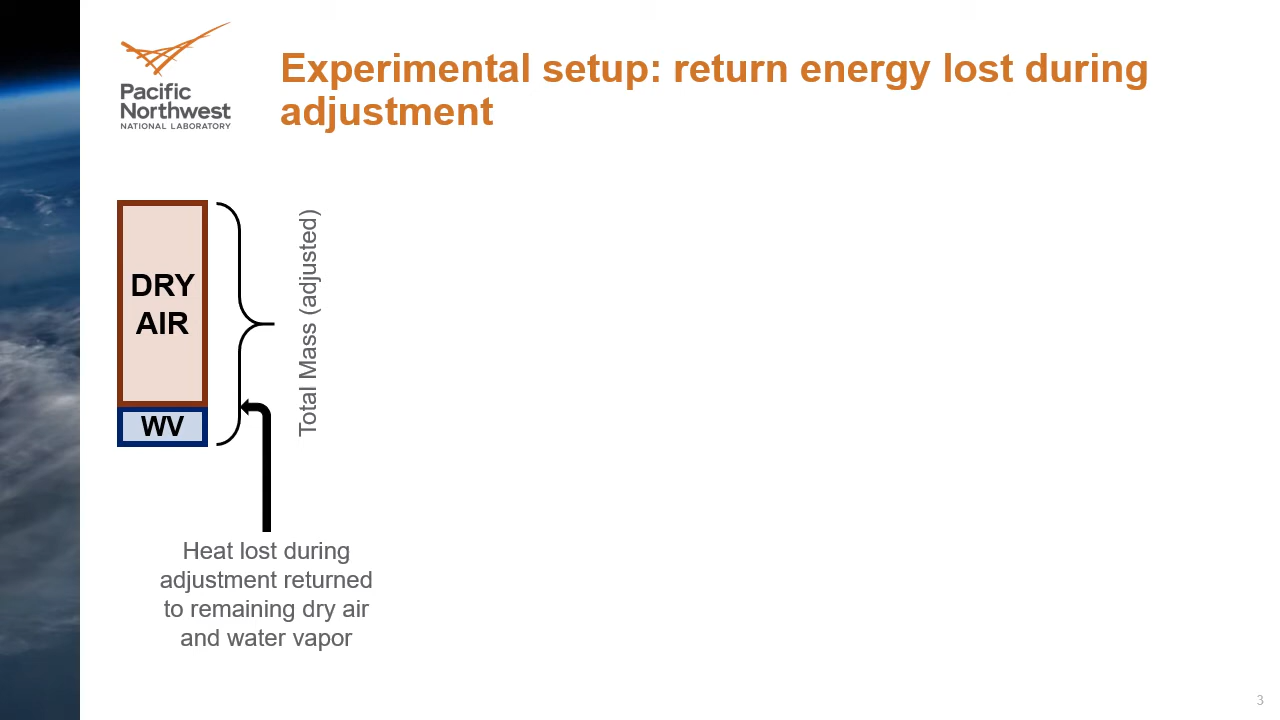 Pacific
Northwest
NATIONAL LABORATORY
Experimental setup: return energy lost during
adjustment
DRY
AIR
WV
Total Mass (adjusted)
Heat lost during
adjustment returned
to remaining dry air
and water vapor
3